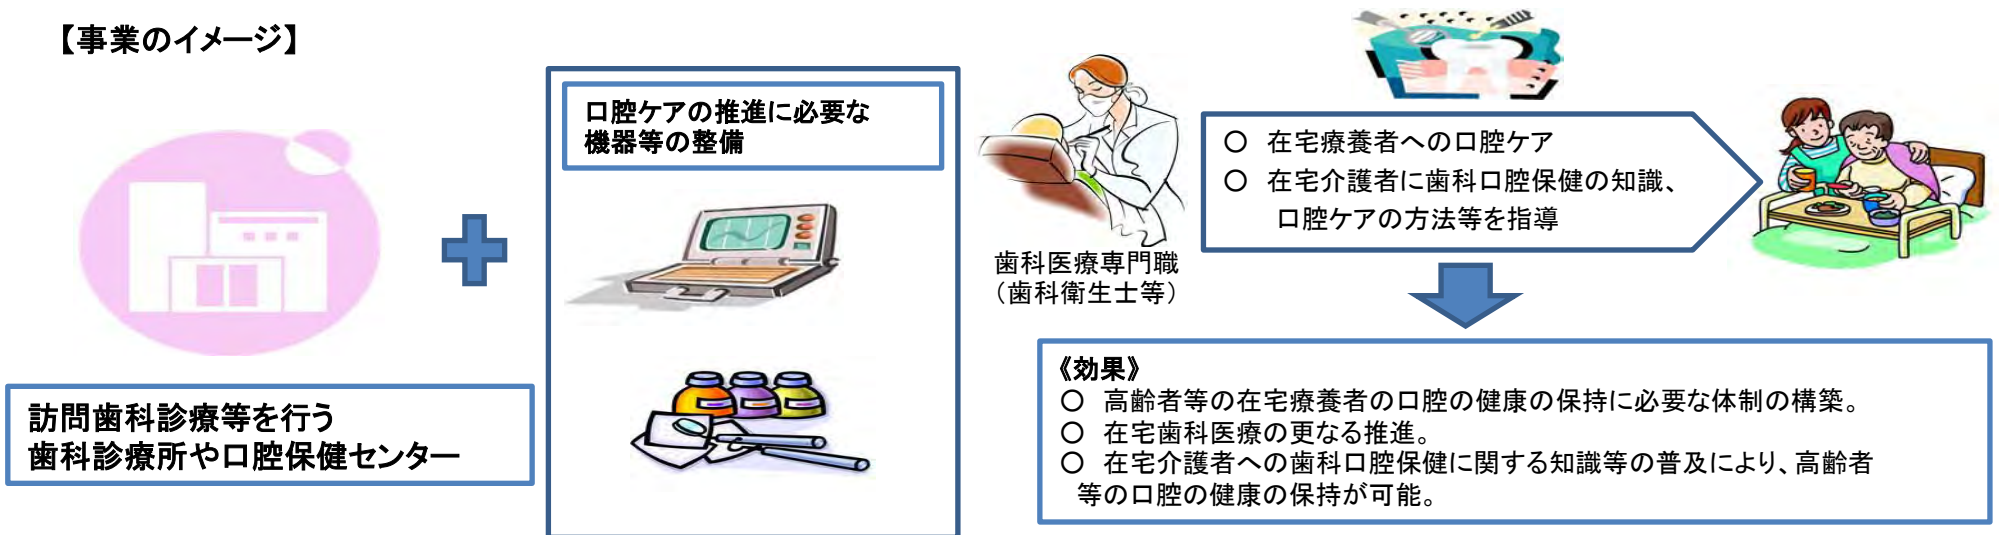 【事業のイメージ】
訪問歯科診療等を行う
歯科診療所や口腔保健センター
口腔ケアの推進に必要な
機器等の整備
歯科医療専門職
（歯科衛生士等）
○ 在宅療養者への口腔ケア
○ 在宅介護者に歯科口腔保健の知識、
口腔ケアの方法等を指導
《効果》
○ 高齢者等の在宅療養者の口腔の健康の保持に必要な体制の構築。
○ 在宅歯科医療の更なる推進。
○ 在宅介護者への歯科口腔保健に関する知識等の普及により、高齢者
等の口腔の健康の保持が可能。